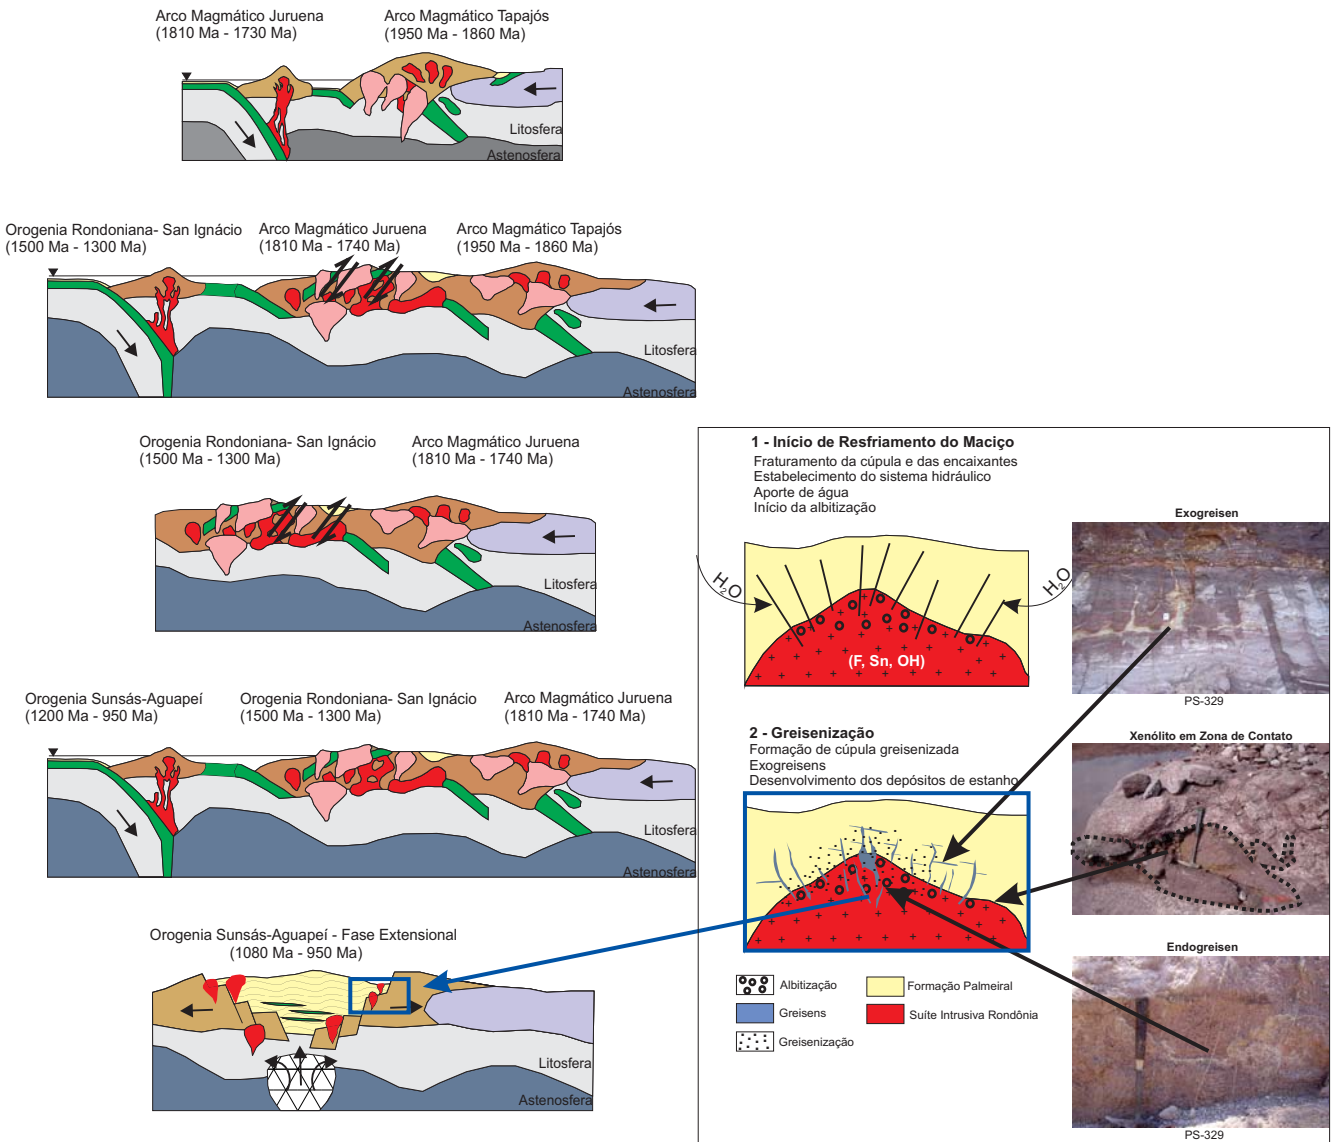 Arco Magmático Juruena
(1810 Ma - 1730 Ma)
Arco Magmático Tapajós
(1950 Ma - 1860 Ma)
Litosfera
Astenosfera
Orogenia Rondoniana- San Ignácio
(1500 Ma - 1300 Ma)
Arco Magmático Juruena
(1810 Ma - 1740 Ma)
Arco Magmático Tapajós
(1950 Ma - 1860 Ma)
Litosfera
Astenosfera
Orogenia Rondoniana- San Ignácio
(1500 Ma - 1300 Ma)
Arco Magmático Juruena
(1810 Ma - 1740 Ma)
Litosfera
Astenosfera
Orogenia Sunsás-Aguapeí
(1200 Ma - 950 Ma)
Orogenia Rondoniana- San Ignácio
(1500 Ma - 1300 Ma)
Arco Magmático Juruena
(1810 Ma - 1740 Ma)
Litosfera
Astenosfera
Orogenia Sunsás-Aguapeí - Fase Extensional
(1080 Ma - 950 Ma)
Litosfera
Astenosfera
1 - Início de Resfriamento do Maciço
Fraturamento da cúpula e das encaixantes
Estabelecimento do sistema hidráulico
Aporte de água
Início da albitização
H₂O
H₂O
(F, Sn, OH)
2 - Greisenização
Formação de cúpula greisenizada
Exogreisens
Desenvolvimento dos depósitos de estanho
Albitização
Greisens
Greisenização
Formação Palmeiral
Suíte Intrusiva Rondônia
Exogreisen
PS-329
Xenólito em Zona de Contato
Endogreisen
PS-329